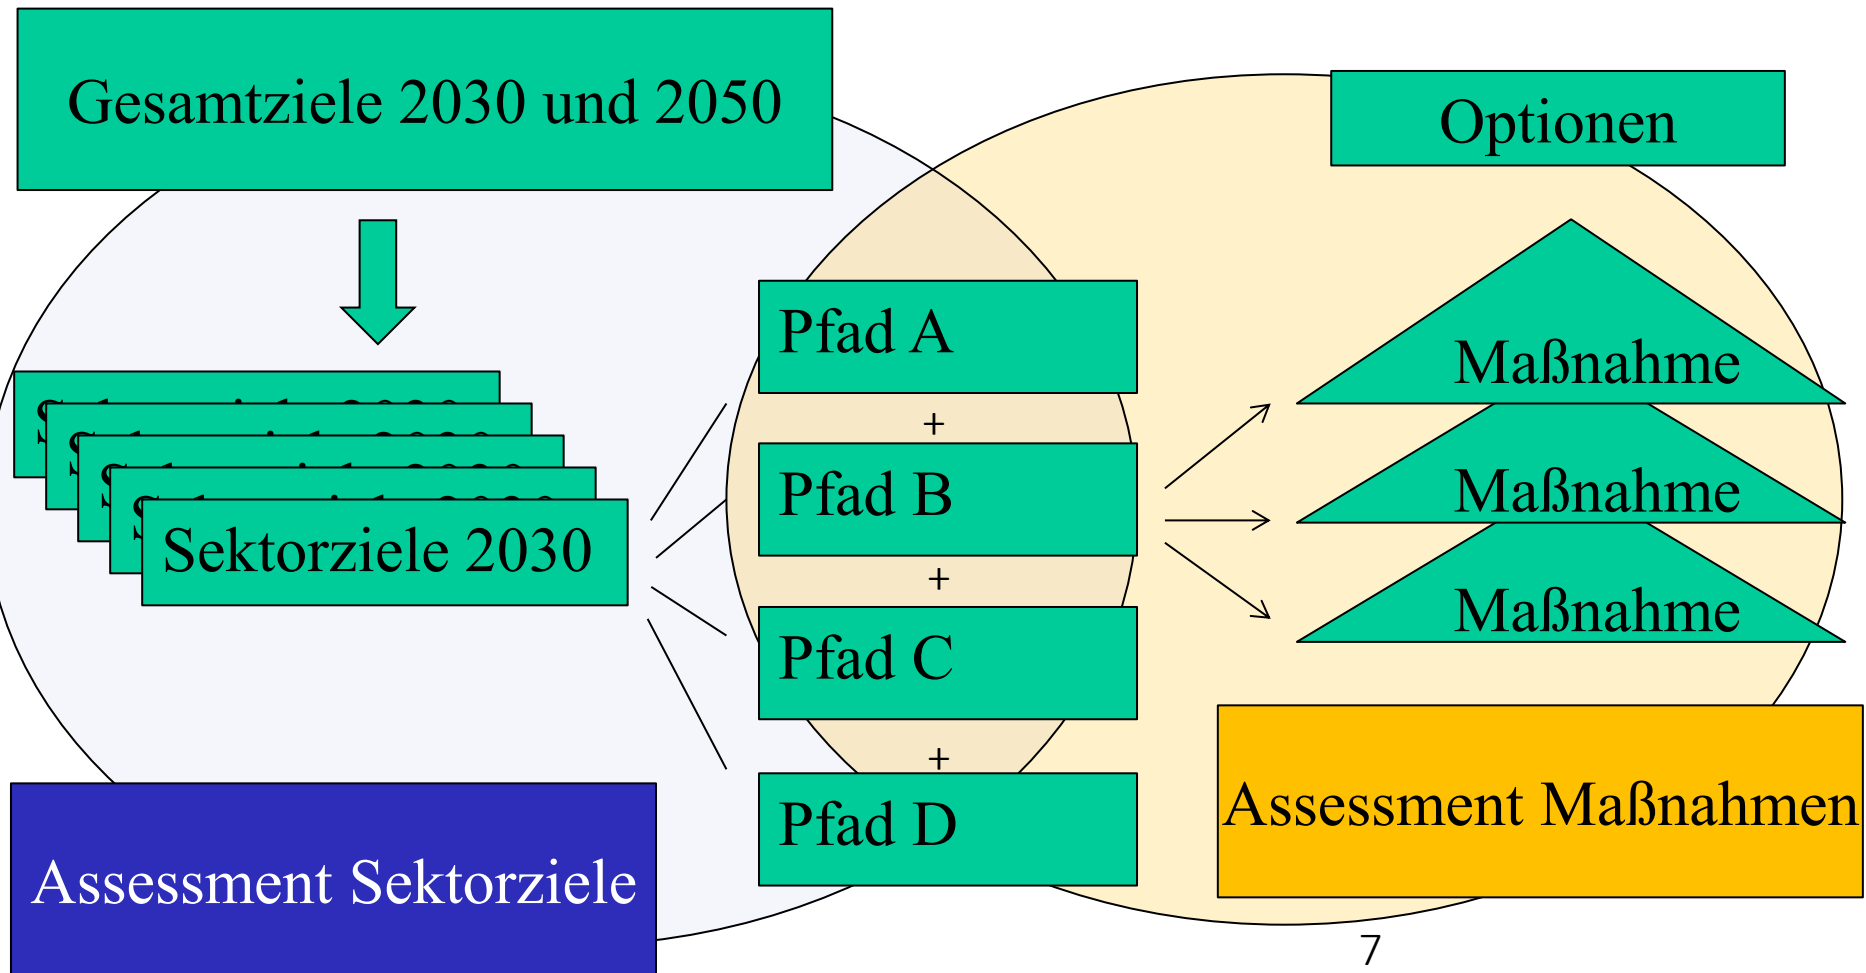 Gesamtziele 2030 und 2050
Optionen
Sektorziele 2030
Pfad A
+
Pfad B
+
Pfad C
+
Pfad D
Maßnahme
Maßnahme
Maßnahme
Assessment Sektorziele
Assessment Maßnahmen
7